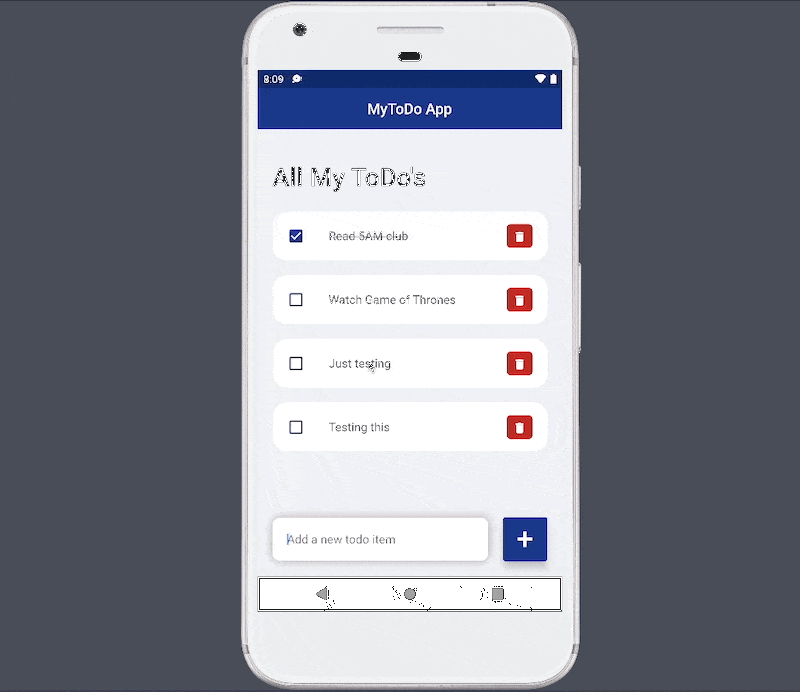 8:09
MyToDo App
All My ToDo's
Read 5AM club
Watch Game of Thrones
Just testing
Testing this
Add a new todo item